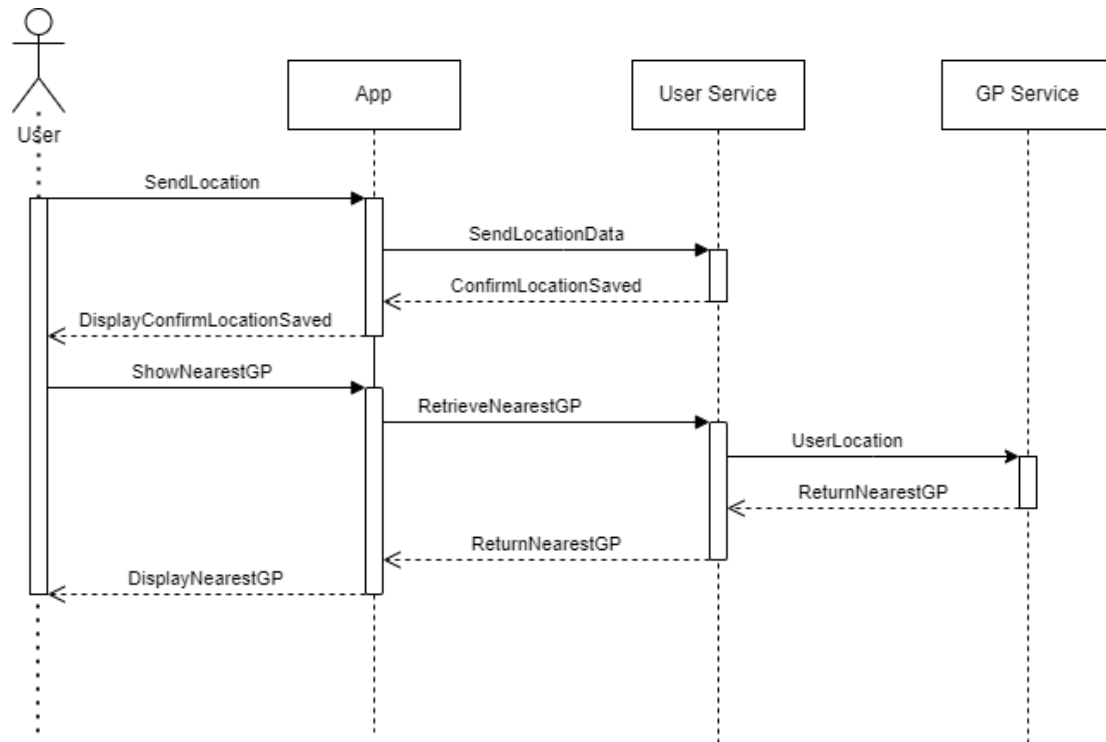 App
User Service
GP Service
User
SendLocation
SendLocationData
ConfirmLocationSaved
DisplayConfirmLocationSaved
ShowNearestGP
RetrieveNearestGP
UserLocation
ReturnNearestGP
ReturnNearestGP
DisplayNearestGP